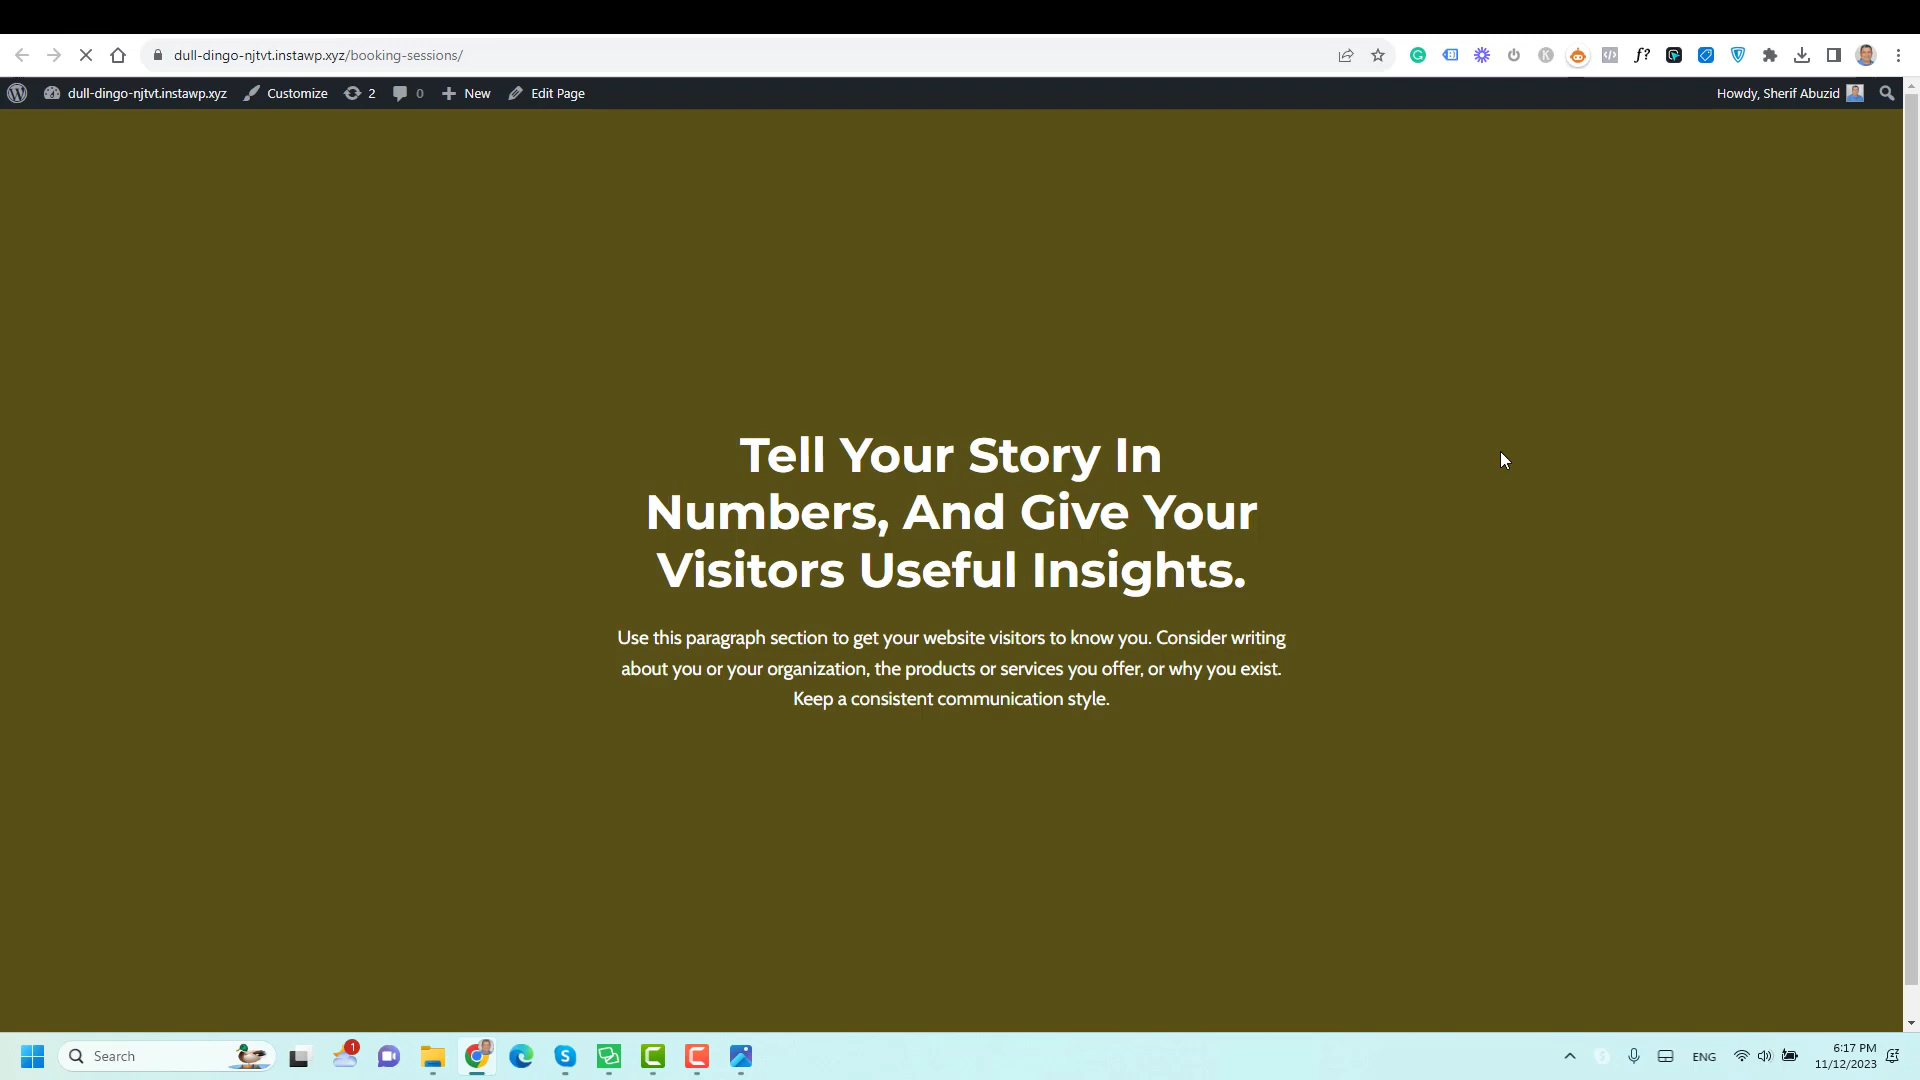 dull-dingo-njtvt.instawp.xyz/booking-sessions/
dull-dingo-njtvt.instawp.xyz Customize 2 0 New Edit Page Howdy, Sherif Abuzid
Tell Your Story In
Numbers, And Give Your
Visitors Useful Insights.
Use this paragraph section to get your website visitors to know you. Consider writing
about you or your organization, the products or services you offer, or why you exist.
Keep a consistent communication style.
Search 1 ENG 6:17 PM
11/12/2023